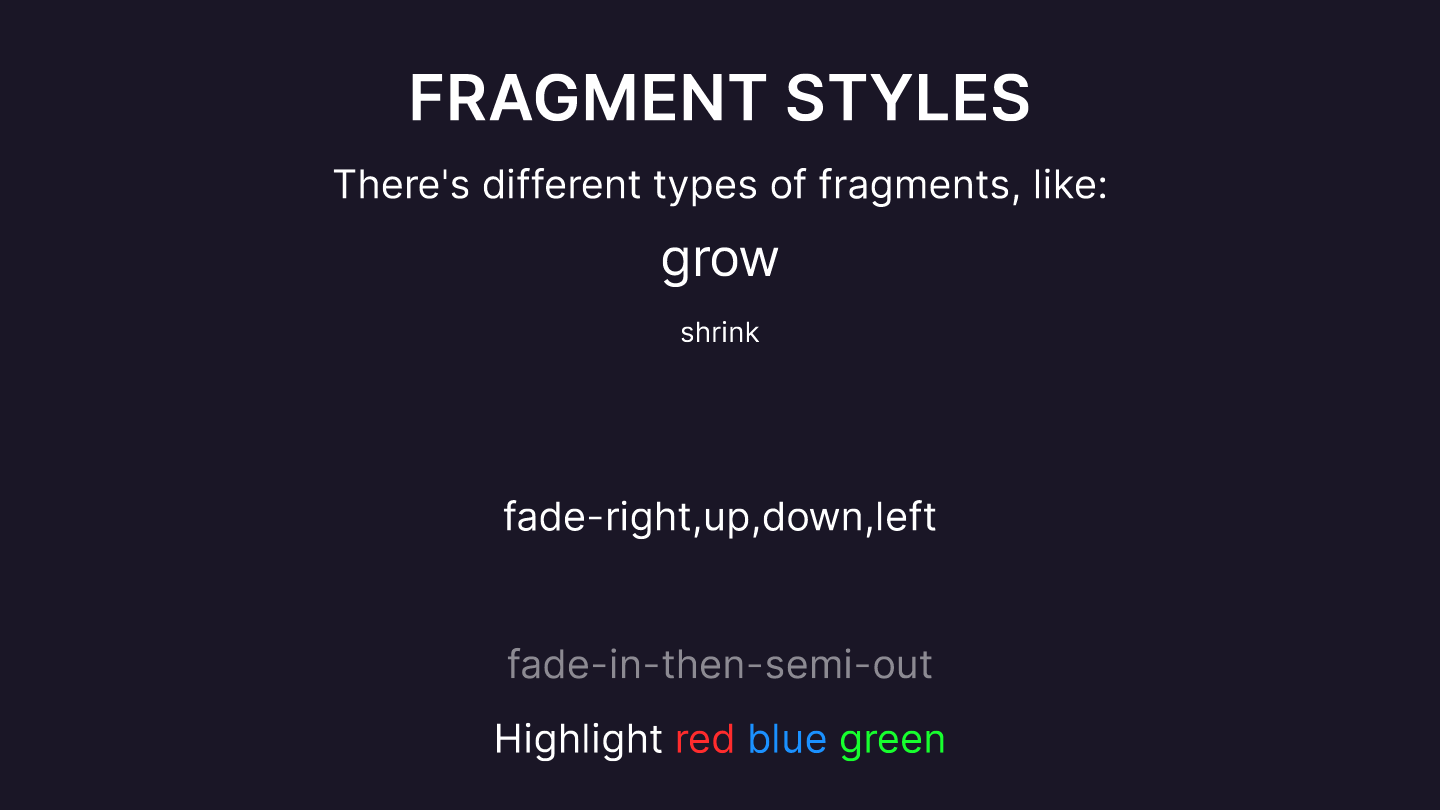 FRAGMENT STYLES
There's different types of fragments, like:
grow
shrink
fade-right,up,down,left
fade-in-then-semi-out
Highlight red blue green